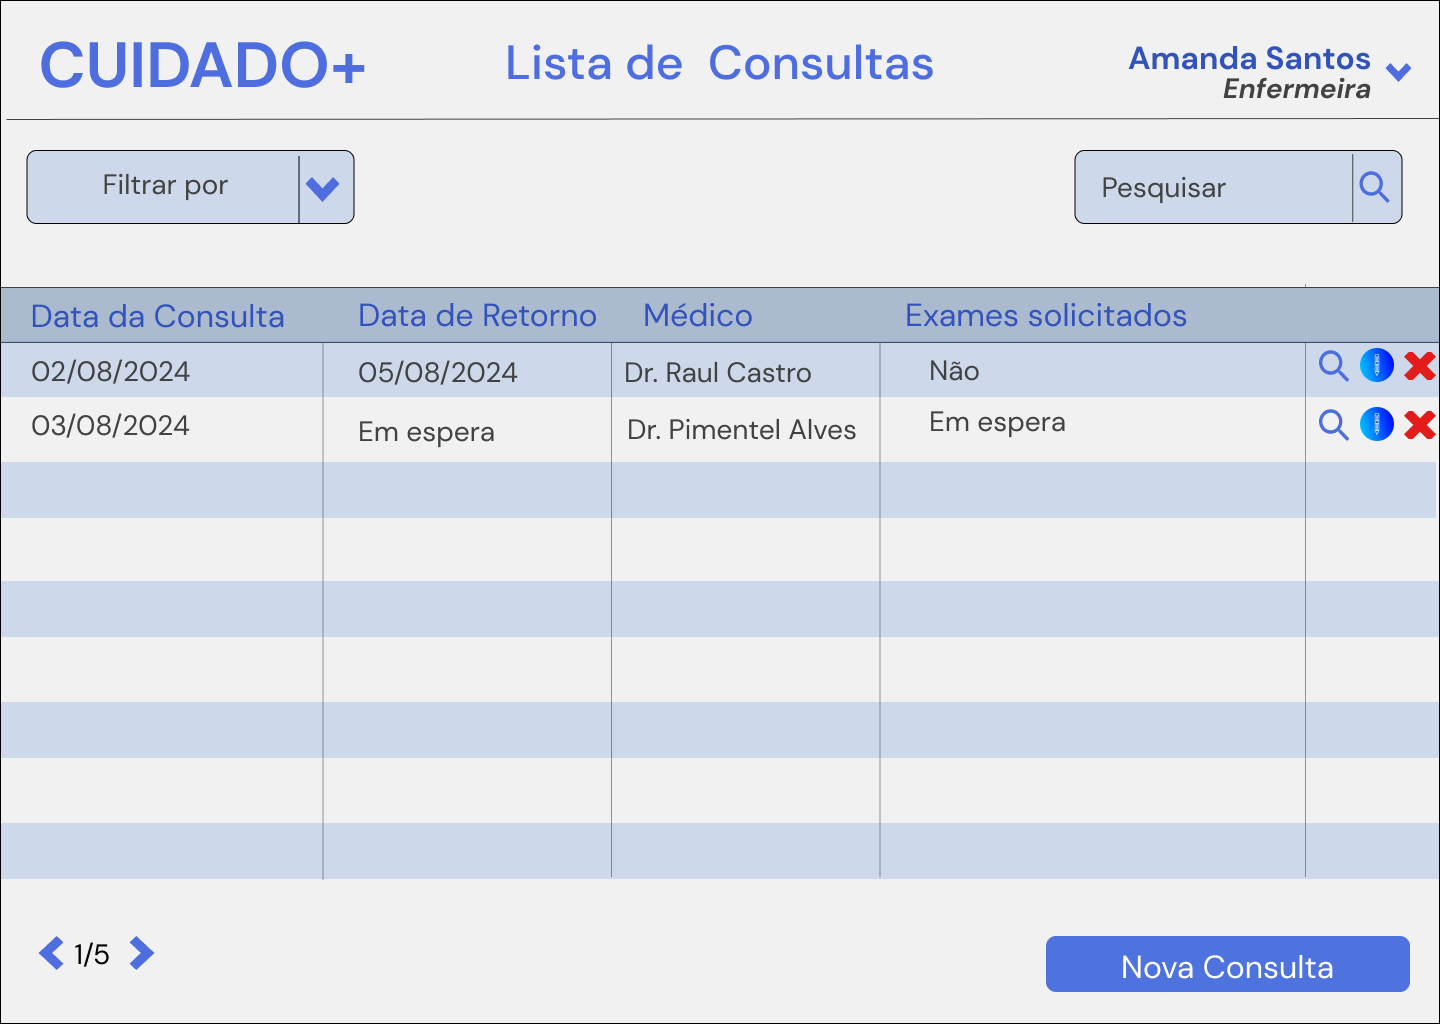 CUIDADO+
Lista de Consultas
Amanda Santos
Enfermeira
Filtrar por
Pesquisar
Data da Consulta Data de Retorno Médico Exames solicitados
02/08/2024 05/08/2024 Dr. Raul Castro Não
03/08/2024 Em espera Dr. Pimentel Alves Em espera
1/5
Nova Consulta